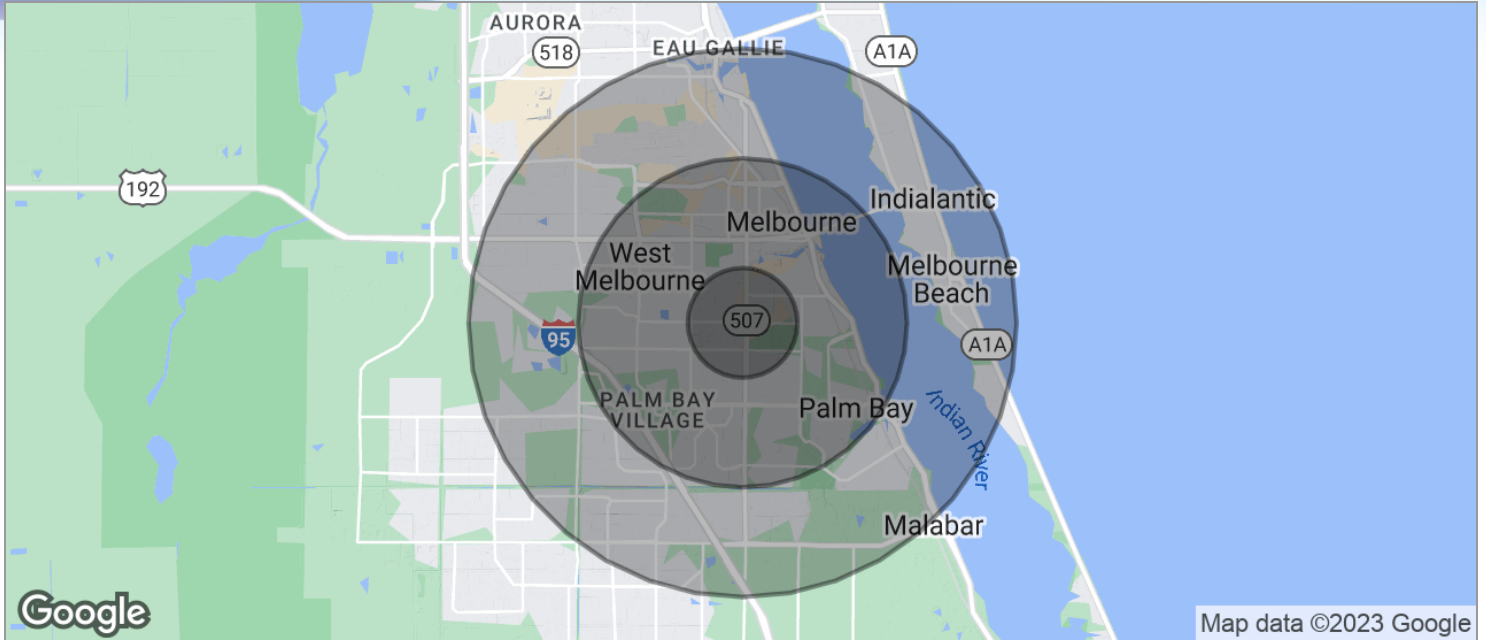 AURORA
518
EAU GALLIE
A1A
192
Indialantic
Melbourne
West
Melbourne
Melbourne
Beach
507
95
A1A
PALM BAY
VILLAGE
Palm Bay
Indian River
Malabar
Google
Map data ©2023 Google